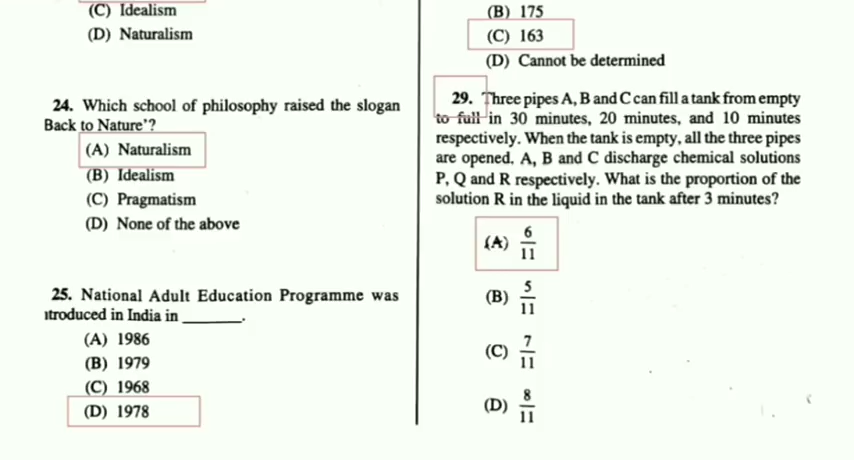 (C) Idealism
(D) Naturalism
24. Which school of philosophy raised the slogan
Back to Nature'?
(A) Naturalism
(B) Idealism
(C) Pragmatism
(D) None of the above
25. National Adult Education Programme was
troduced in India in ______.
(A) 1986
(B) 1979
(C) 1968
(D) 1978
(B) 175
(C) 163
(D) Cannot be determined
29. Three pipes A, B and C can fill a tank from empty
to full in 30 minutes, 20 minutes, and 10 minutes
respectively. When the tank is empty, all the three pipes
are opened. A, B and C discharge chemical solutions
P, Q and R respectively. What is the proportion of the
solution R in the liquid in the tank after 3 minutes?
(A) 6/11
(B) 5/11
(C) 7/11
(D) 8/11